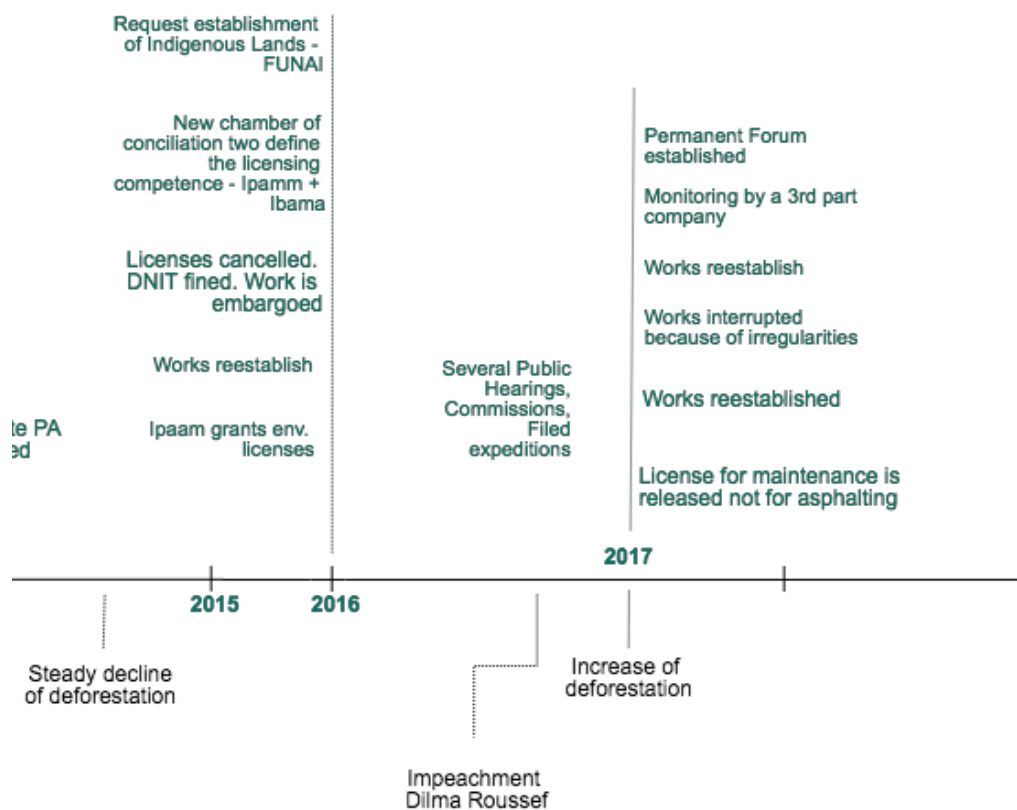 Request establishment
of Indigenous Lands -
FUNAI
New chamber of
conciliation two define
the licensing
competence - Ipamm +
Ibama
Licenses cancelled.
DNIT fined. Work is
embargoed
Works reestablish
Ipaam grants env.
licenses
te PA
ed
Several Public
Hearings,
Commissions,
Filed
expeditions
Permanent Forum
established
Monitoring by a 3rd part
company
Works reestablish
Works interrupted
because of irregularities
Works reestablished
License for maintenance is
released not for asphalting
2015
2016
2017
Steady decline
of deforestation
Impeachment
Dilma Roussef
Increase of
deforestation